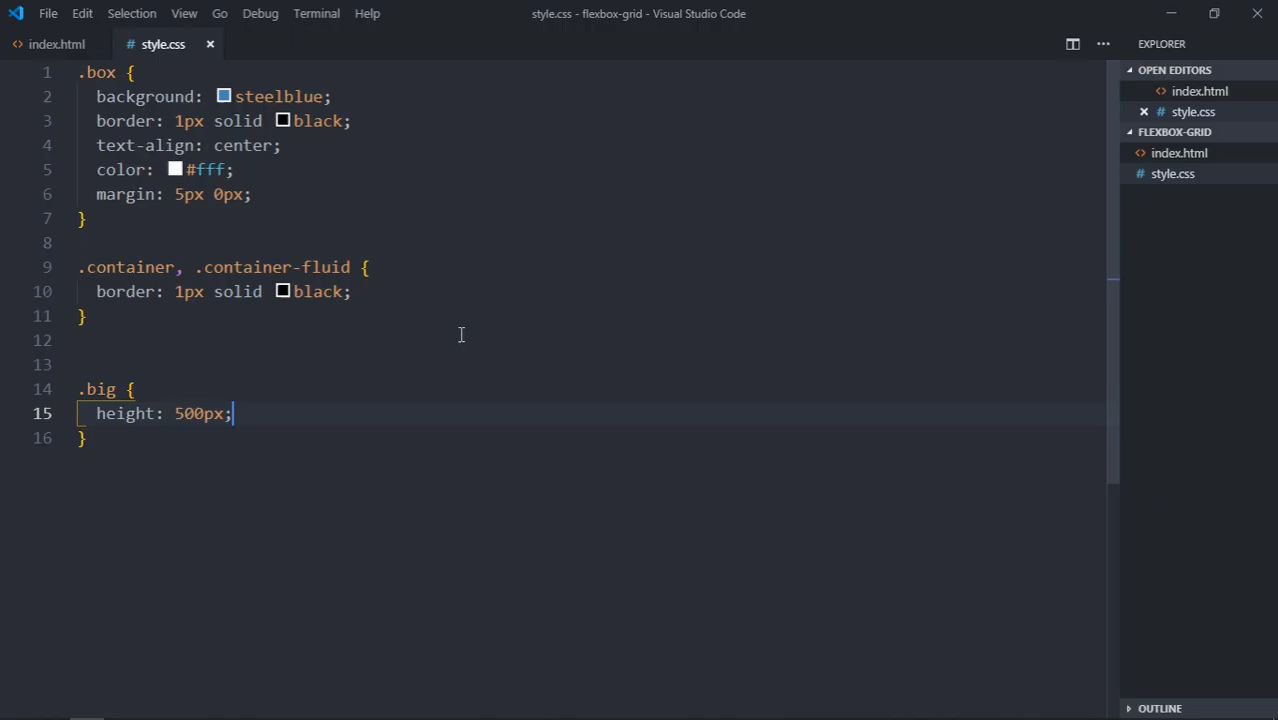 File Edit Selection View Go Debug Terminal Help style.css - flexbox-grid - Visual Studio Code
index.html style.css EXPLORER
1 .box {
2 background: steelblue;
3 border: 1px solid black;
4 text-align: center;
5 color: #fff;
6 margin: 5px 0px;
7 }
8
9 .container, .container-fluid {
10 border: 1px solid black;
11 }
12
13
14 .big {
15 height: 500px;
16 }
OPEN EDITORS
index.html
style.css
FLEXBOX-GRID
index.html
style.css
OUTLINE